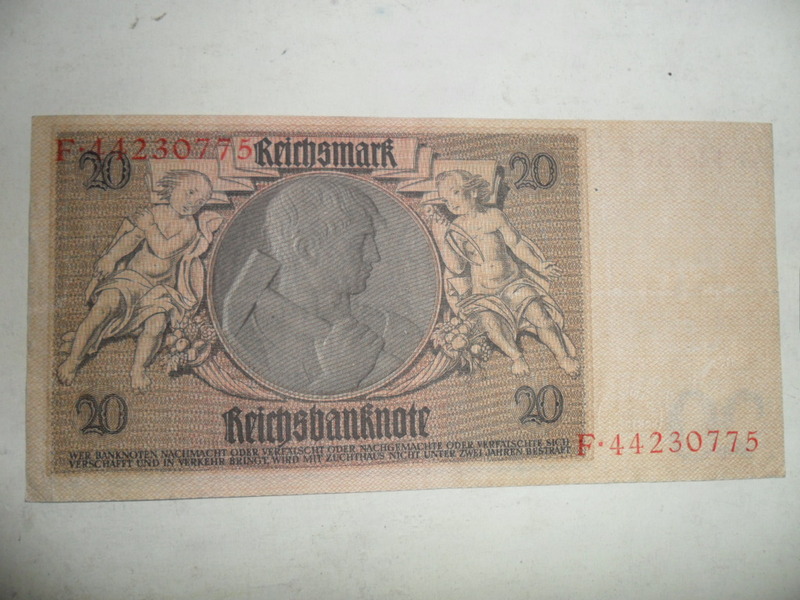 F·44230775
Reichsmark
20 20
20 20
Reichsbanknote
WER BANKNOTEN NACHMACHT ODER VERFÄLSCHT ODER NACHGEMACHTE ODER VERFÄLSCHTE SICH
VERSCHAFFT UND IN VERKEHR BRINGT, WIRD MIT ZUCHTHAUS NICHT UNTER ZWEI JAHREN BESTRAFT
F·44230775